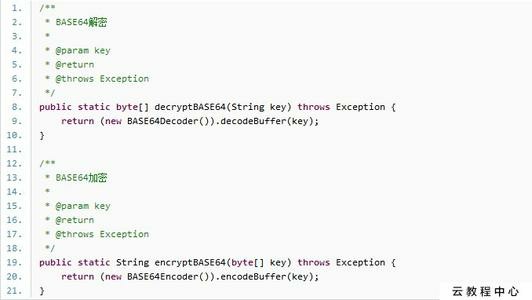 1. /**
2. * BASE64解密
3. *
4. * @param key
5. * @return
6. * @throws Exception
7. */
8. public static byte[] decryptBASE64(String key) throws Exception {
9. return (new BASE64Decoder()).decodeBuffer(key);
10. }
11.
12. /**
13. * BASE64加密
14. *
15. * @param key
16. * @return
17. * @throws Exception
18. */
19. public static String encryptBASE64(byte[] key) throws Exception {
20. return (new BASE64Encoder()).encodeBuffer(key);
21. }
云教程中心